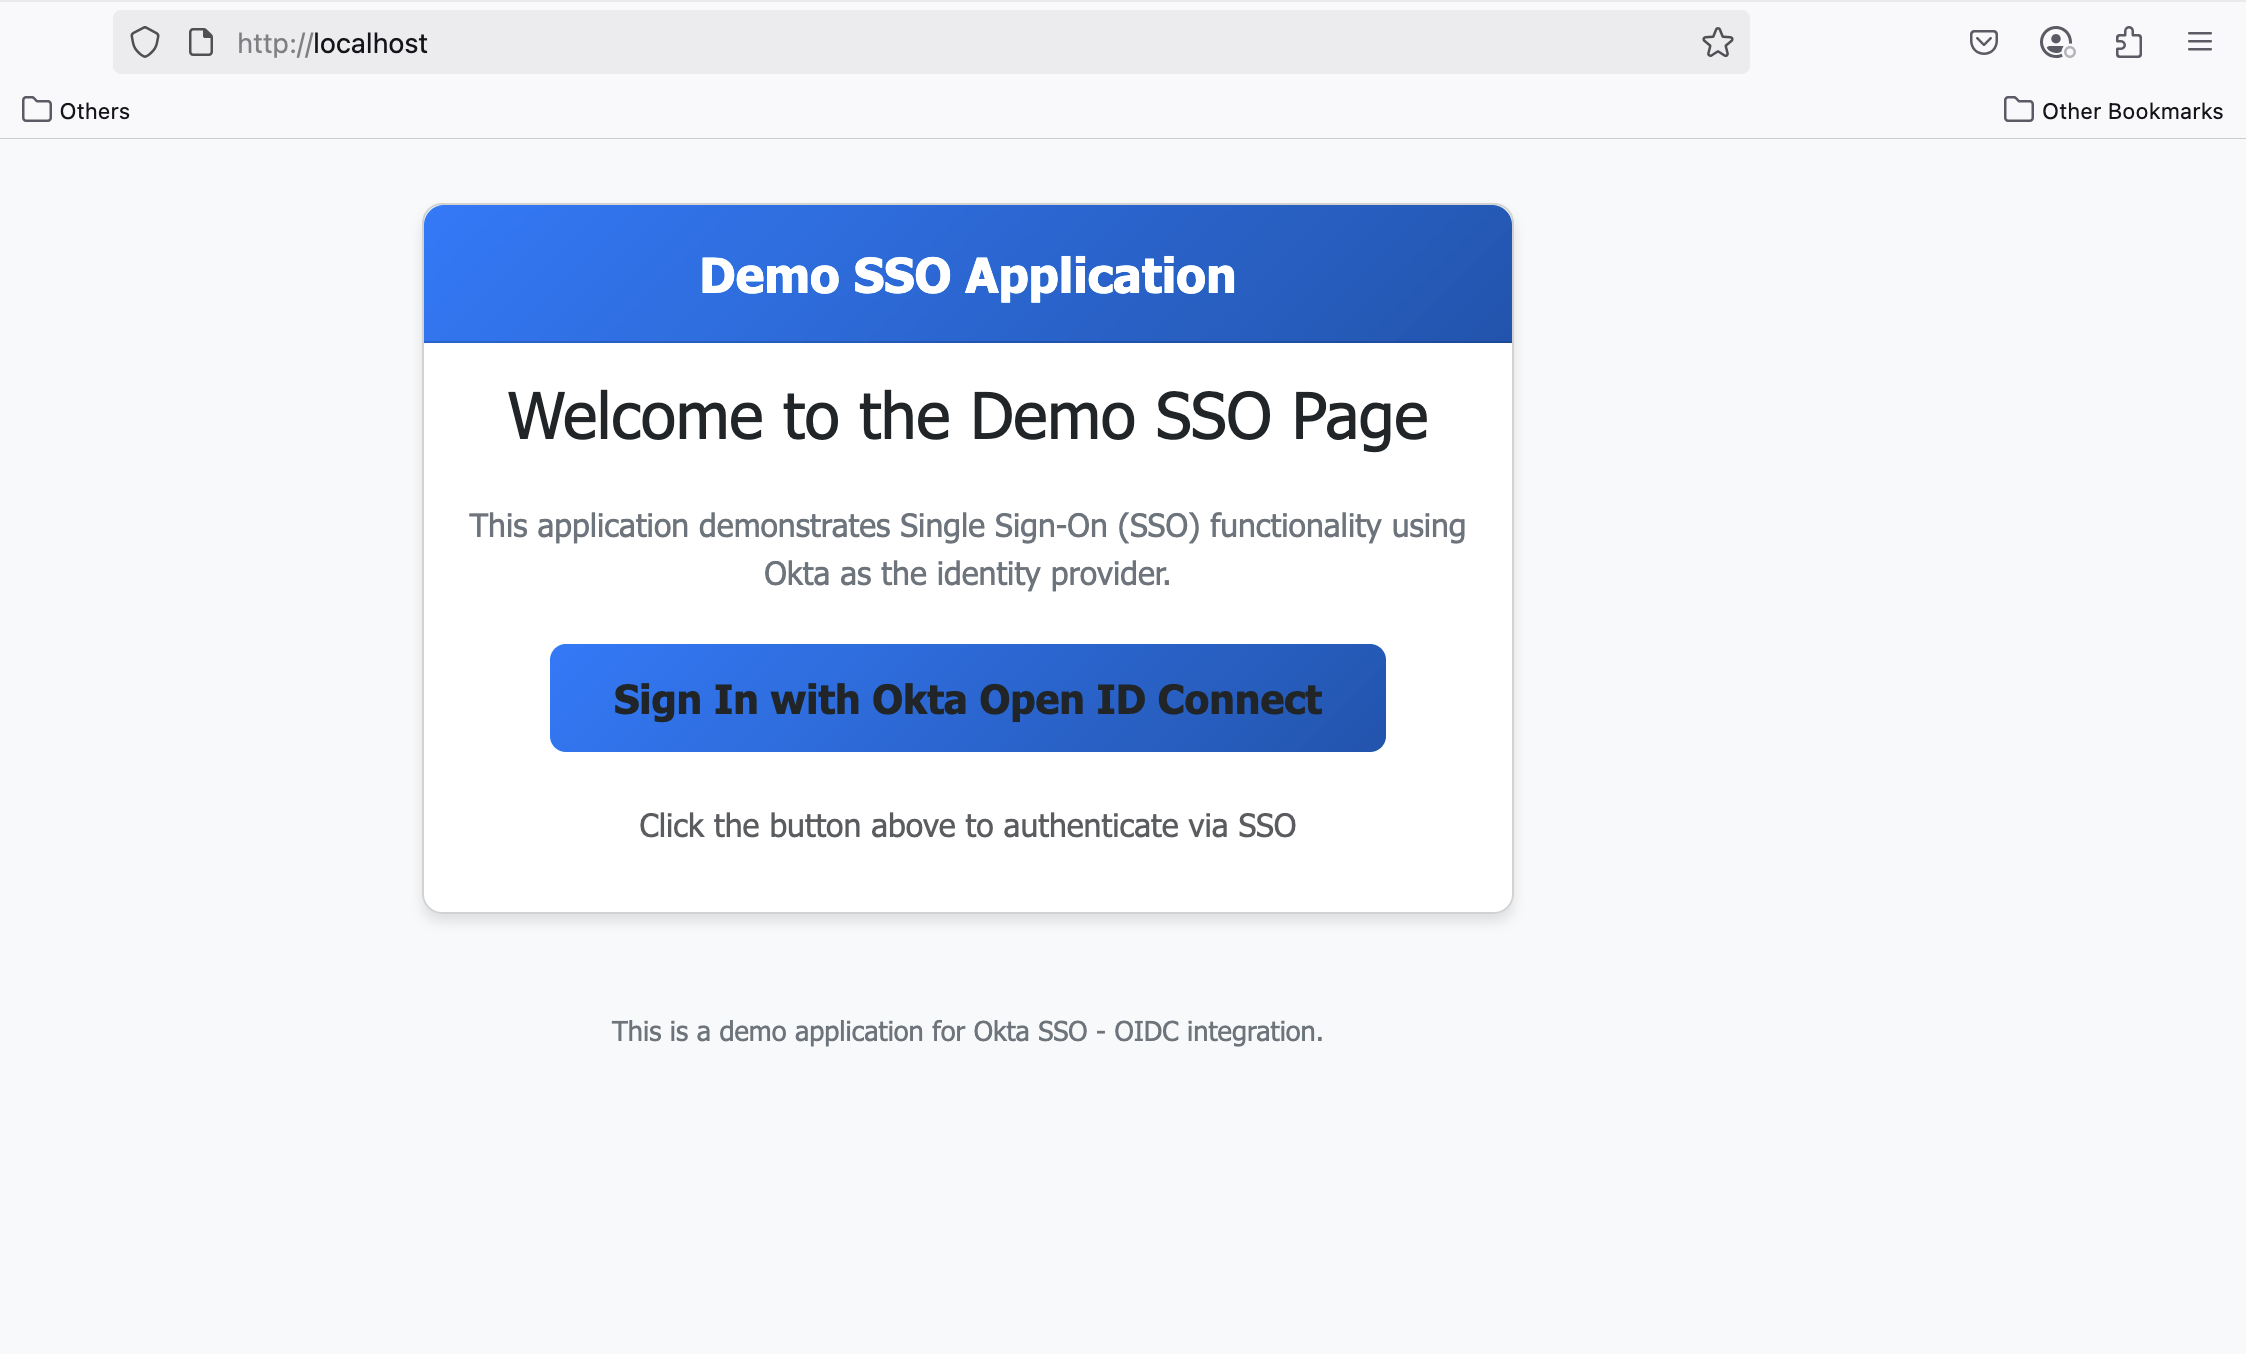 http://localhost
Others
Other Bookmarks
Demo SSO Application
Welcome to the Demo SSO Page
This application demonstrates Single Sign-On (SSO) functionality using
Okta as the identity provider.
Sign In with Okta Open ID Connect
Click the button above to authenticate via SSO
This is a demo application for Okta SSO - OIDC integration.